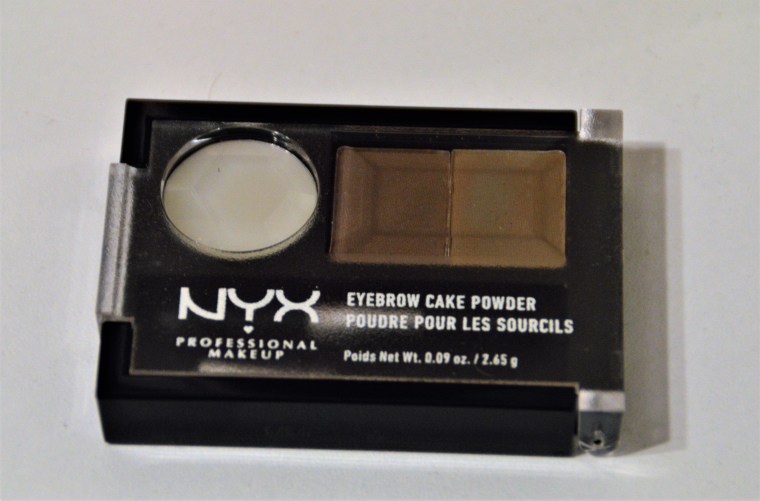 NYX
PROFESSIONAL
MAKEUP
EYEBROW CAKE POWDER
POUDRE POUR LES SOURCILS
Poids Net Wt. 0.09 oz. / 2.65 g